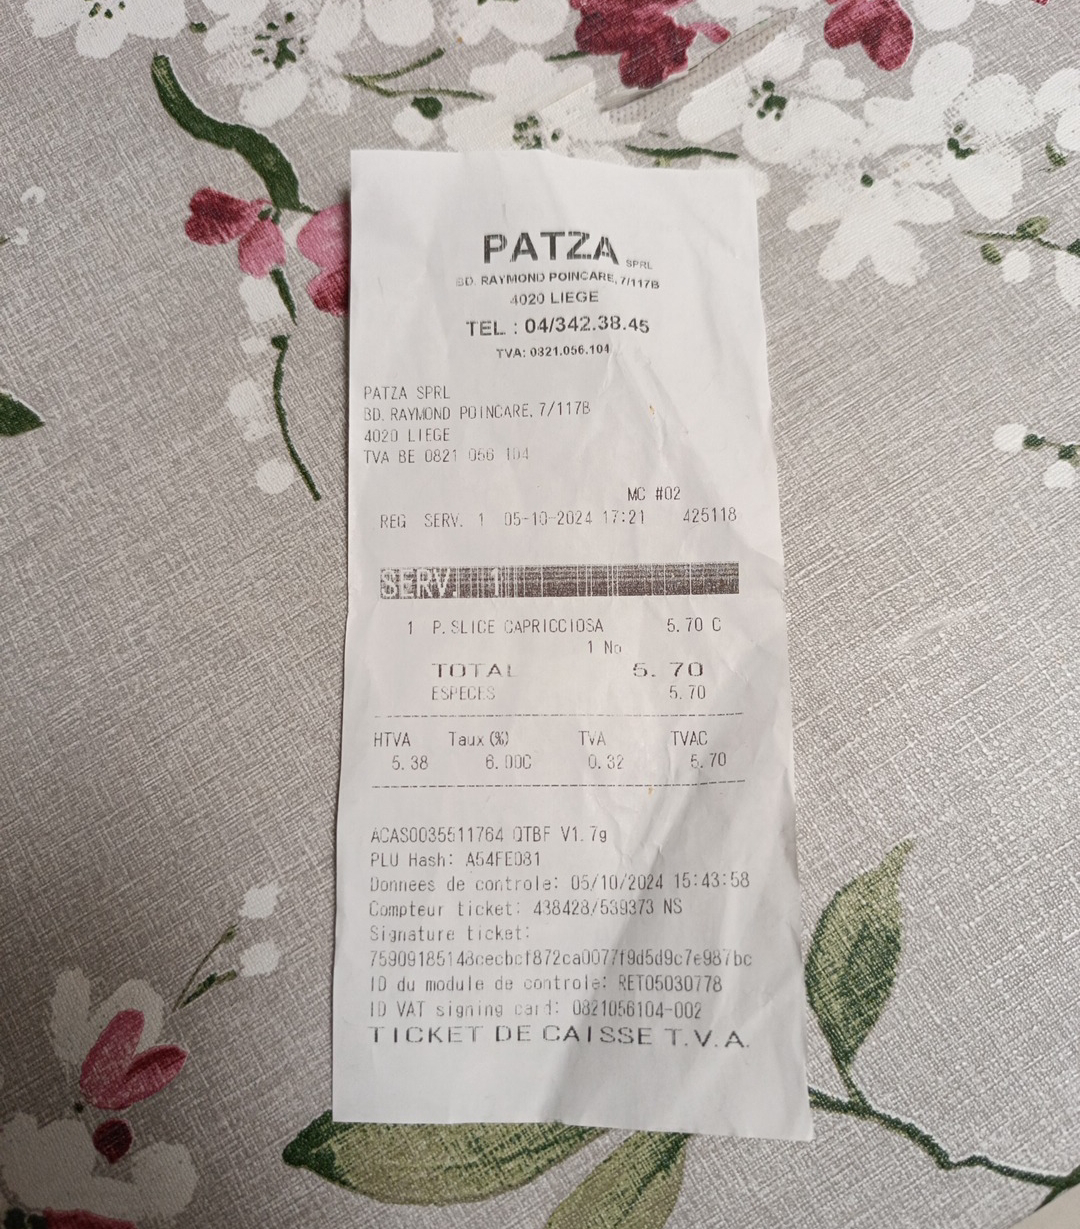 PATZA SPRL
BD. RAYMOND POINCARE, 7/117B
4020 LIEGE
TEL : 04/342.38.45
TVA: 0821.056.104
PATZA SPRL
BD. RAYMOND POINCARE, 7/117B
4020 LIEGE
TVA BE 0821 056 104
MC #02
REG SERV. 1 05-10-2024 17:21 425118
SERV. 1
1 P.SLICE CAPRICCIOSA 5.70 C
1 No
TOTAL 5.70
ESPECES 5.70
HTVA Taux (%) TVA TVAC
5.38 6.00C 0.32 5.70
ACAS0035511764 QTBF V1.7g
PLU Hash: A54FE081
Donnees de controle: 05/10/2024 15:43:58
Compteur ticket: 438428/539373 NS
Signature ticket:
ID du module de controle: RET05030778
ID VAT signing card: 0821056104-002
TICKET DE CAISSE T.V.A.